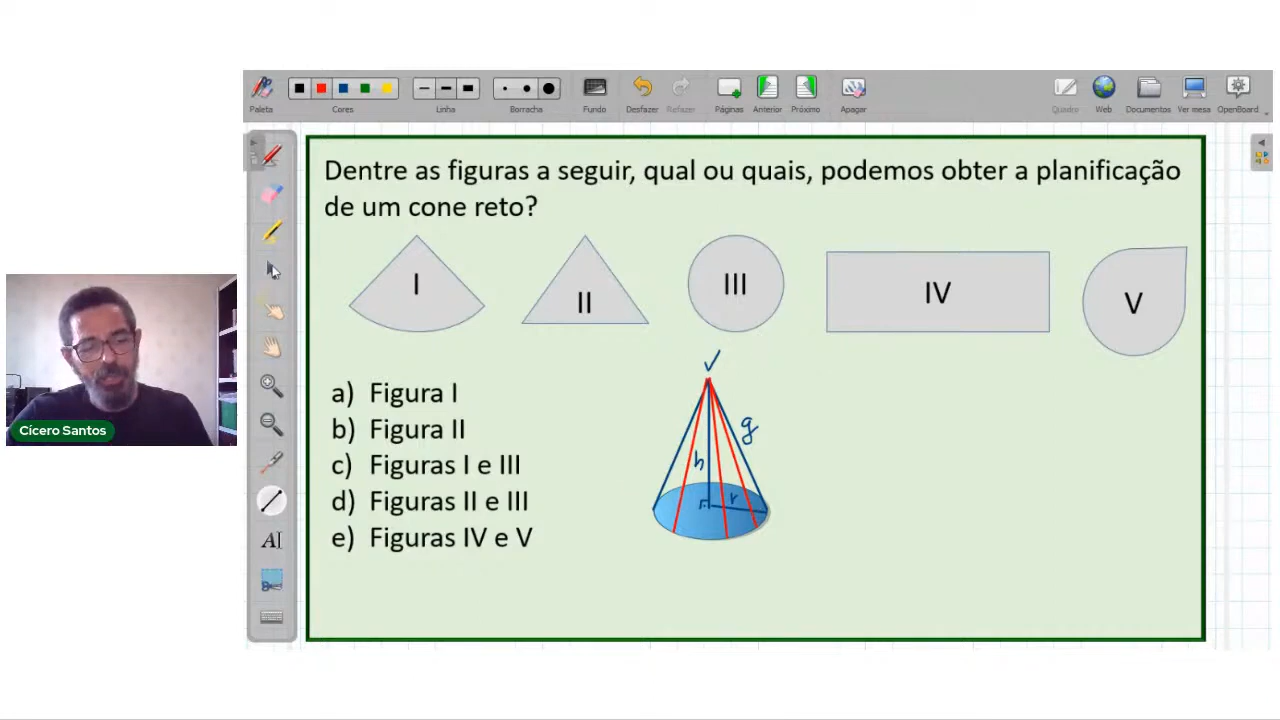 Paleta
Cores
Linha
Borracha
Fundo
Desfazer
Refazer
Páginas
Anterior
Próximo
Apagar
Quadro
Web
Documentos
Ver mesa
OpenBoard
Dentre as figuras a seguir, qual ou quais, podemos obter a planificação
de um cone reto?
I
II
III
IV
V
a) Figura I
b) Figura II
c) Figuras I e III
d) Figuras II e III
e) Figuras IV e V
V
g
h
r
AI
Cícero Santos